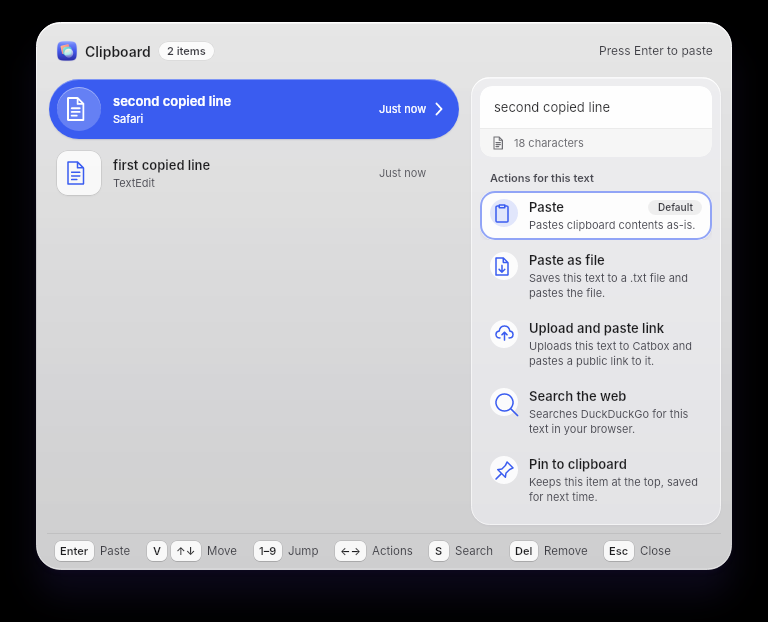 Clipboard
2 items
Press Enter to paste
second copied line
Safari
Just now
first copied line
TextEdit
Just now
second copied line
18 characters
Actions for this text
Paste
Default
Pastes clipboard contents as-is.
Paste as file
Saves this text to a .txt file and
pastes the file.
Upload and paste link
Uploads this text to Catbox and
pastes a public link to it.
Search the web
Searches DuckDuckGo for this
text in your browser.
Pin to clipboard
Keeps this item at the top, saved
for next time.
Enter Paste V ↑↓ Move 1–9 Jump ←→ Actions S Search Del Remove Esc Close